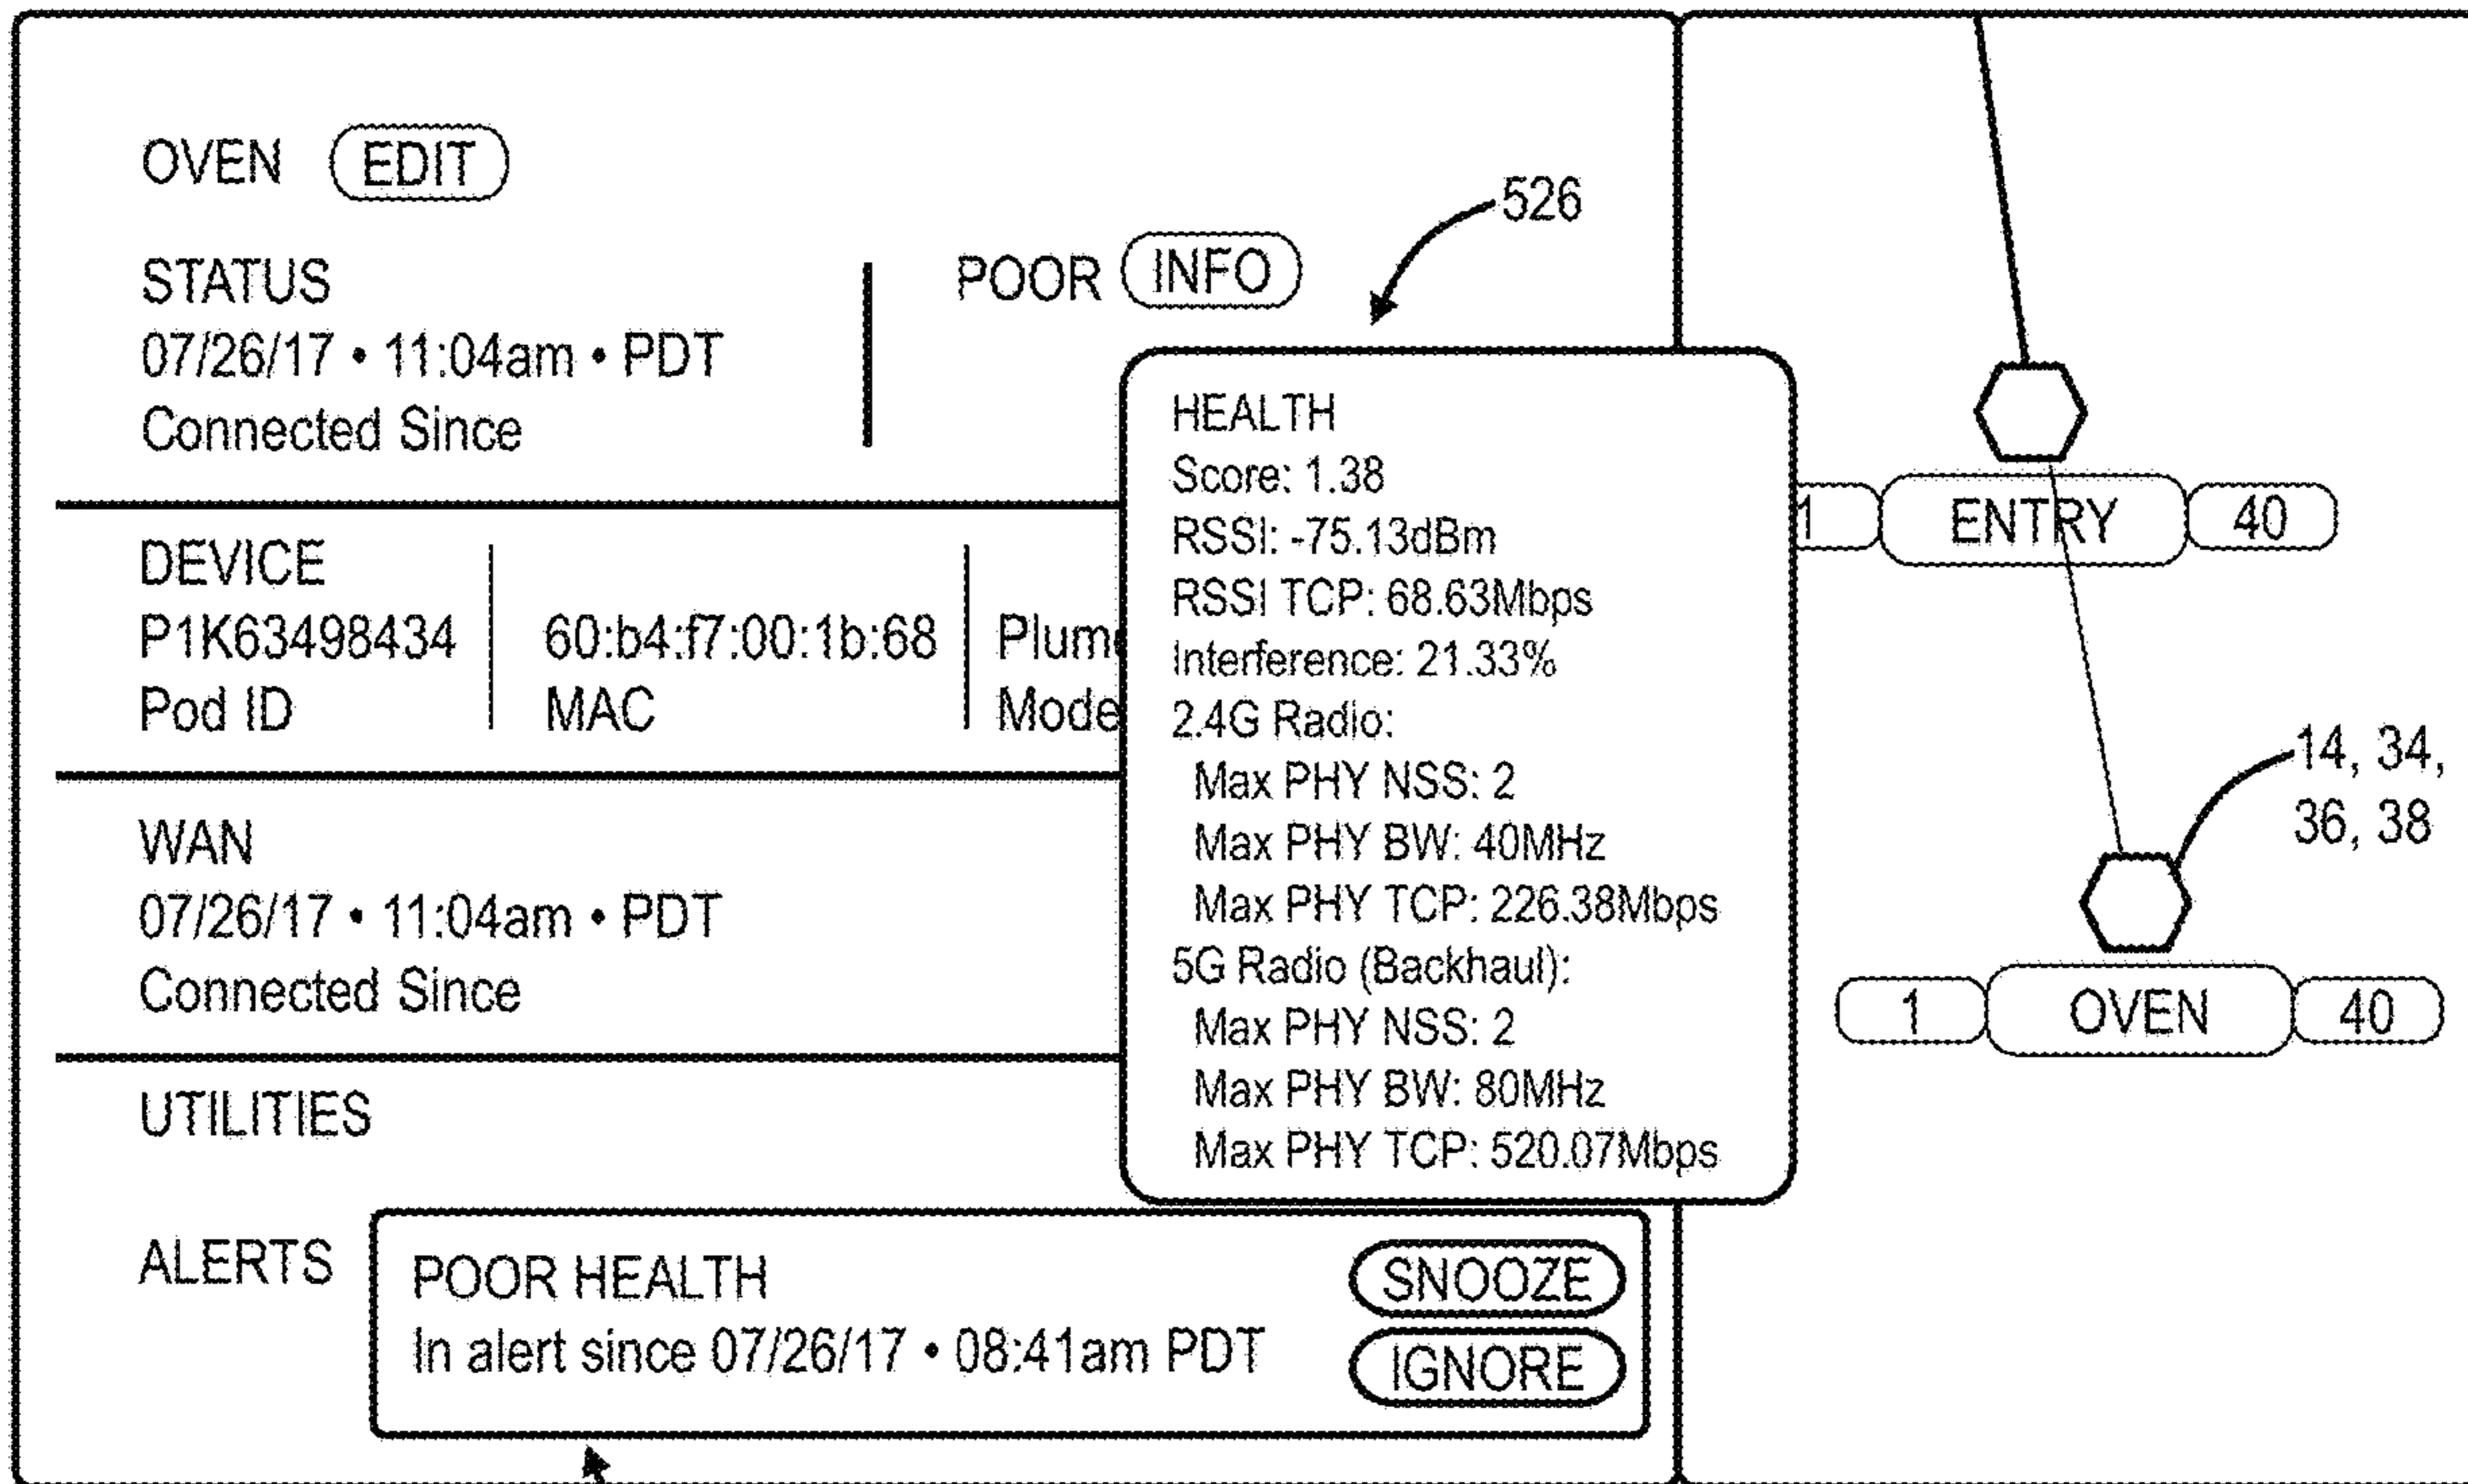 OVEN EDIT
526
STATUS
POOR INFO
07/26/17 • 11:04am • PDT
Connected Since
DEVICE
P1K63498434 60:b4:f7:00:1b:68 Plum
Pod ID MAC Mode
WAN
07/26/17 • 11:04am • PDT
Connected Since
UTILITIES
ALERTS
POOR HEALTH
In alert since 07/26/17 • 08:41am PDT
SNOOZE
IGNORE
HEALTH
Score: 1.38
RSSI: -75.13dBm
RSSI TCP: 68.63Mbps
Interference: 21.33%
2.4G Radio:
Max PHY NSS: 2
Max PHY BW: 40MHz
Max PHY TCP: 226.38Mbps
5G Radio (Backhaul):
Max PHY NSS: 2
Max PHY BW: 80MHz
Max PHY TCP: 520.07Mbps
1 ENTRY 40
14, 34,
36, 38
1 OVEN 40